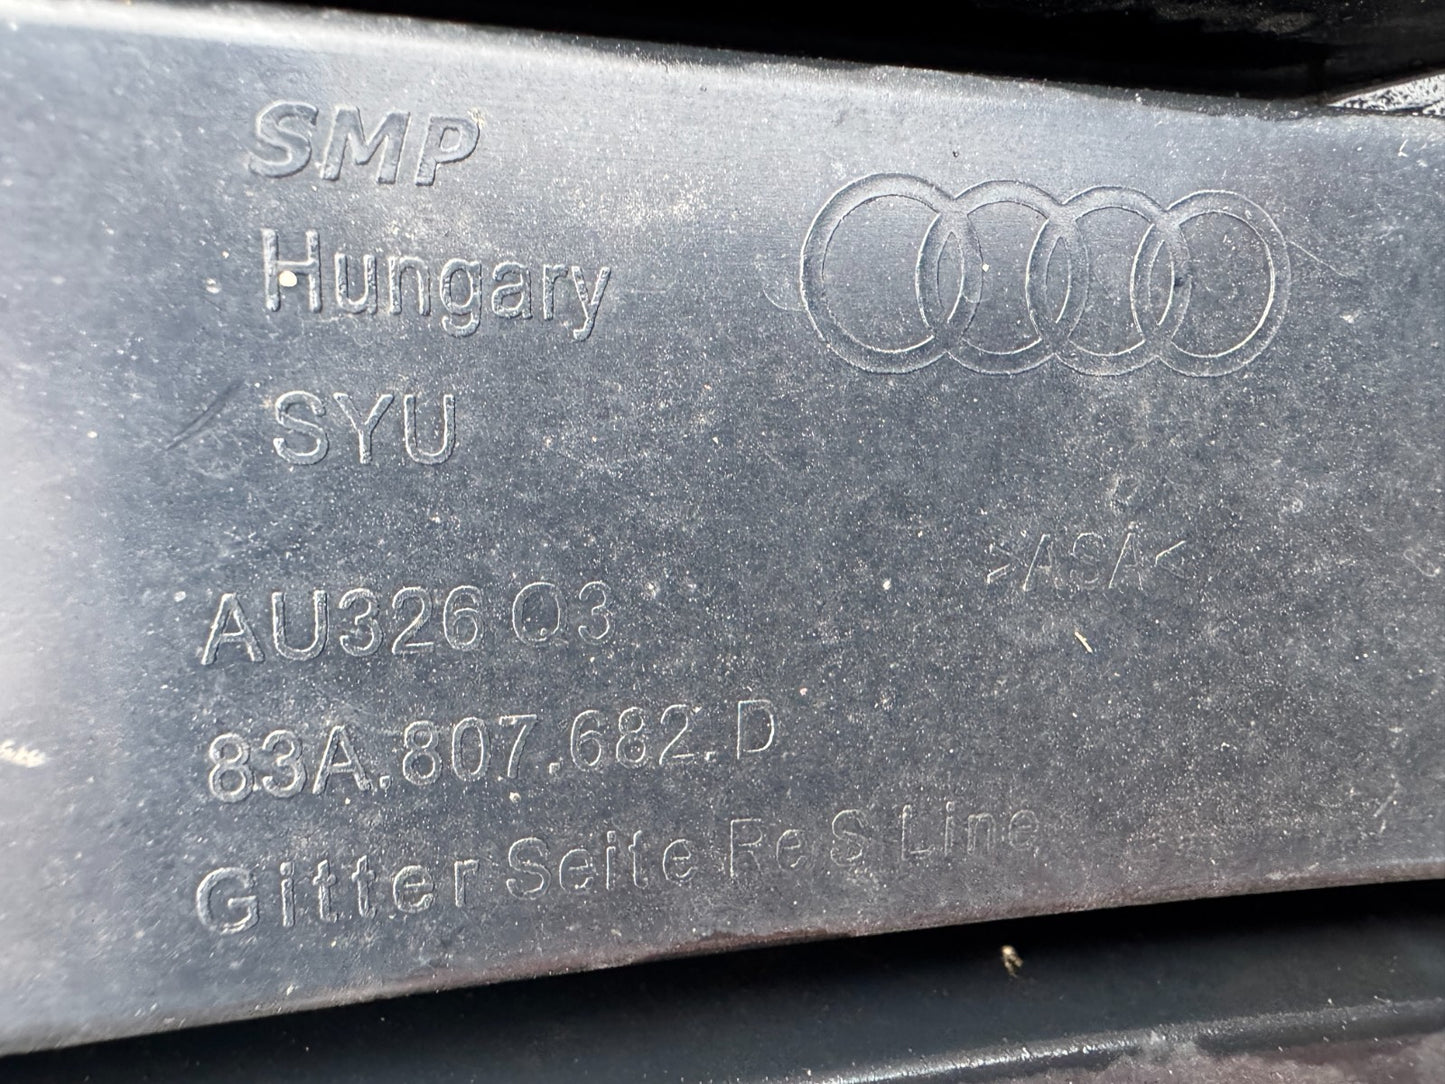 SMP
Hungary
SYU
>ASA<
AU326 Q3
83A.807.682.D
Gitter Seite Re S Line